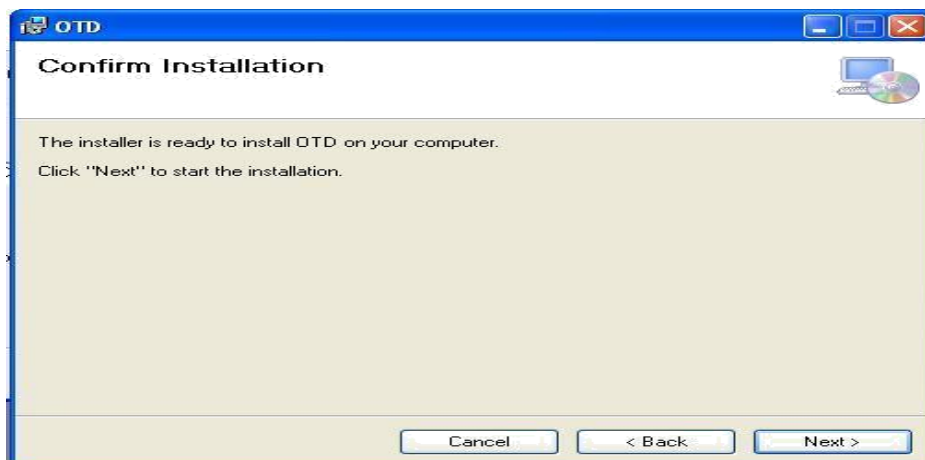 OTD
Confirm Installation
The installer is ready to install OTD on your computer.
Click "Next" to start the installation.
Cancel < Back Next >